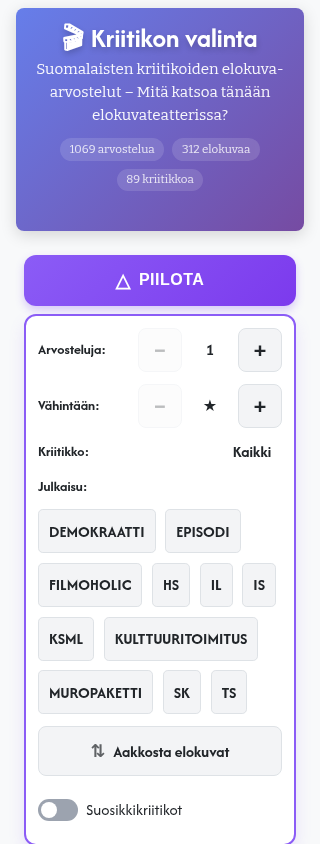 🎬 Kriitikon valinta
Suomalaisten kriitikoiden elokuva-
arvostelut – Mitä katsoa tänään
elokuvateatterissa?
1069 arvostelua 312 elokuvaa
89 kriitikkoa
△ PIILOTA
Arvosteluja: − 1 +
Vähintään: − ★ +
Kriitikko: Kaikki
Julkaisu:
DEMOKRAATTI EPISODI
FILMOHOLIC HS IL IS
KSML KULTTUURITOIMITUS
MUROPAKETTI SK TS
⇅ Aakkosta elokuvat
Suosikkikriitikot